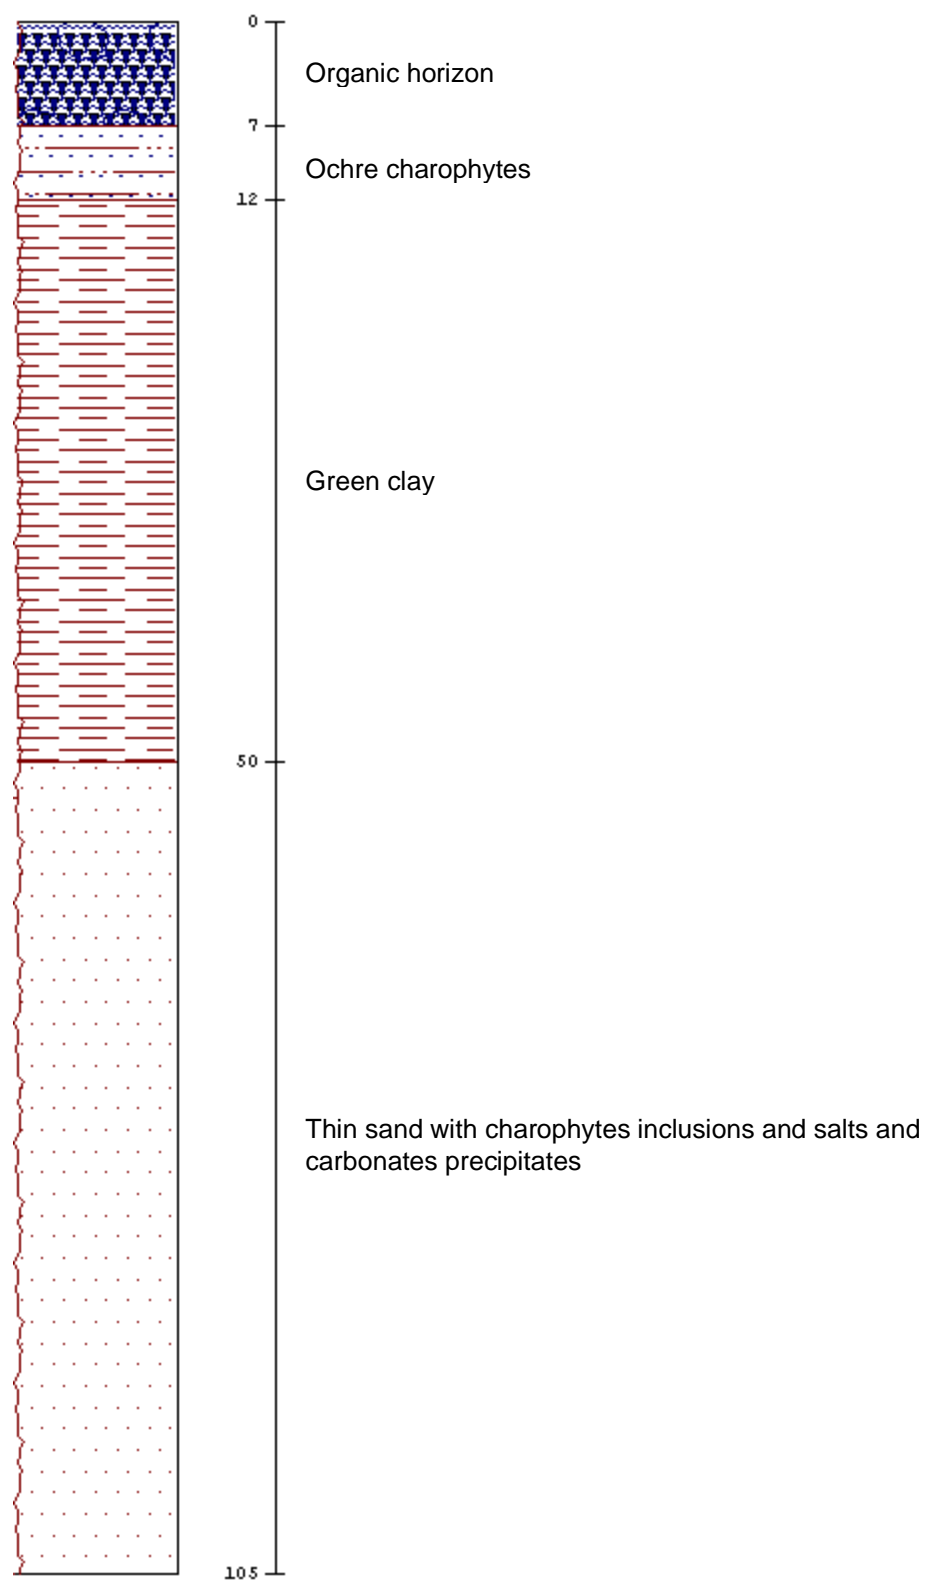 0
Organic horizon
7
Ochre charophytes
12
Green clay
50
Thin sand with charophytes inclusions and salts and
carbonates precipitates
105